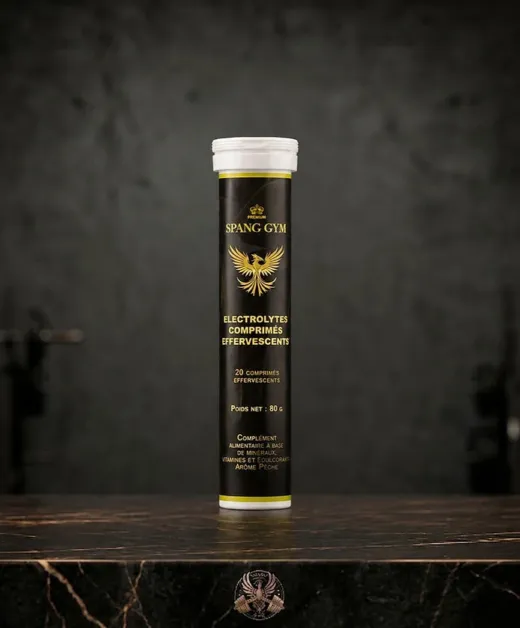 PREMIUM
SPANG GYM
ELECTROLYTES
COMPRIMÉS
EFFERVESCENTS
20 COMPRIMÉS
EFFERVESCENTS
POIDS NET : 80 G
COMPLÉMENT
ALIMENTAIRE À BASE
DE MINÉRAUX,
VITAMINES ET ÉDULCORANT
ARÔME PÊCHE